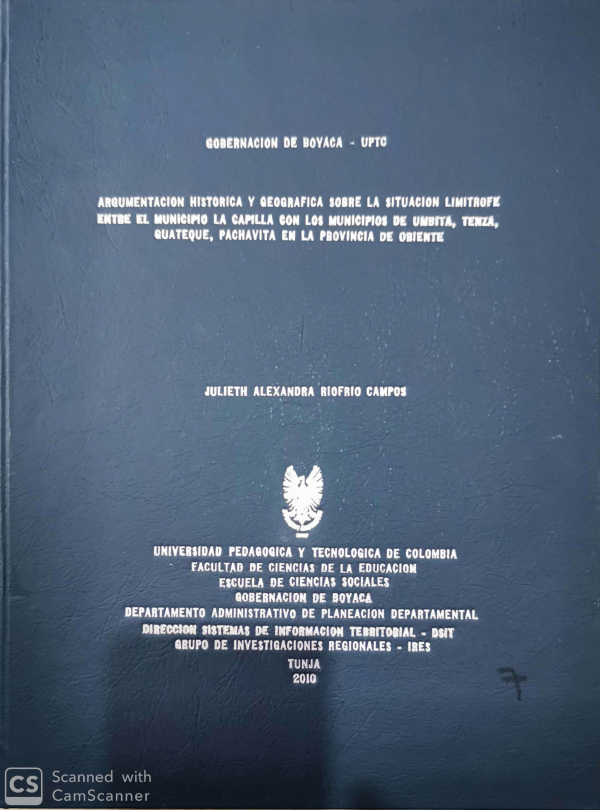 GOBERNACION DE BOYACA - UPTC
ARGUMENTACION HISTORICA Y GEOGRAFICA SOBRE LA SITUACION LIMITROFE
ENTRE EL MUNICIPIO LA CAPILLA CON LOS MUNICIPIOS DE UMBITA, TENZA,
GUATEQUE, PACHAVITA EN LA PROVINCIA DE ORIENTE
JULIETH ALEXANDRA RIOFRIO CAMPOS
UNIVERSIDAD PEDAGOGICA Y TECNOLOGICA DE COLOMBIA
FACULTAD DE CIENCIAS DE LA EDUCACION
ESCUELA DE CIENCIAS SOCIALES
GOBERNACION DE BOYACA
DEPARTAMENTO ADMINISTRATIVO DE PLANEACION DEPARTAMENTAL
DIRECCION SISTEMAS DE INFORMACION TERRITORIAL - DSIT
GRUPO DE INVESTIGACIONES REGIONALES - IRES
TUNJA
2010
7
CS Scanned with
CamScanner